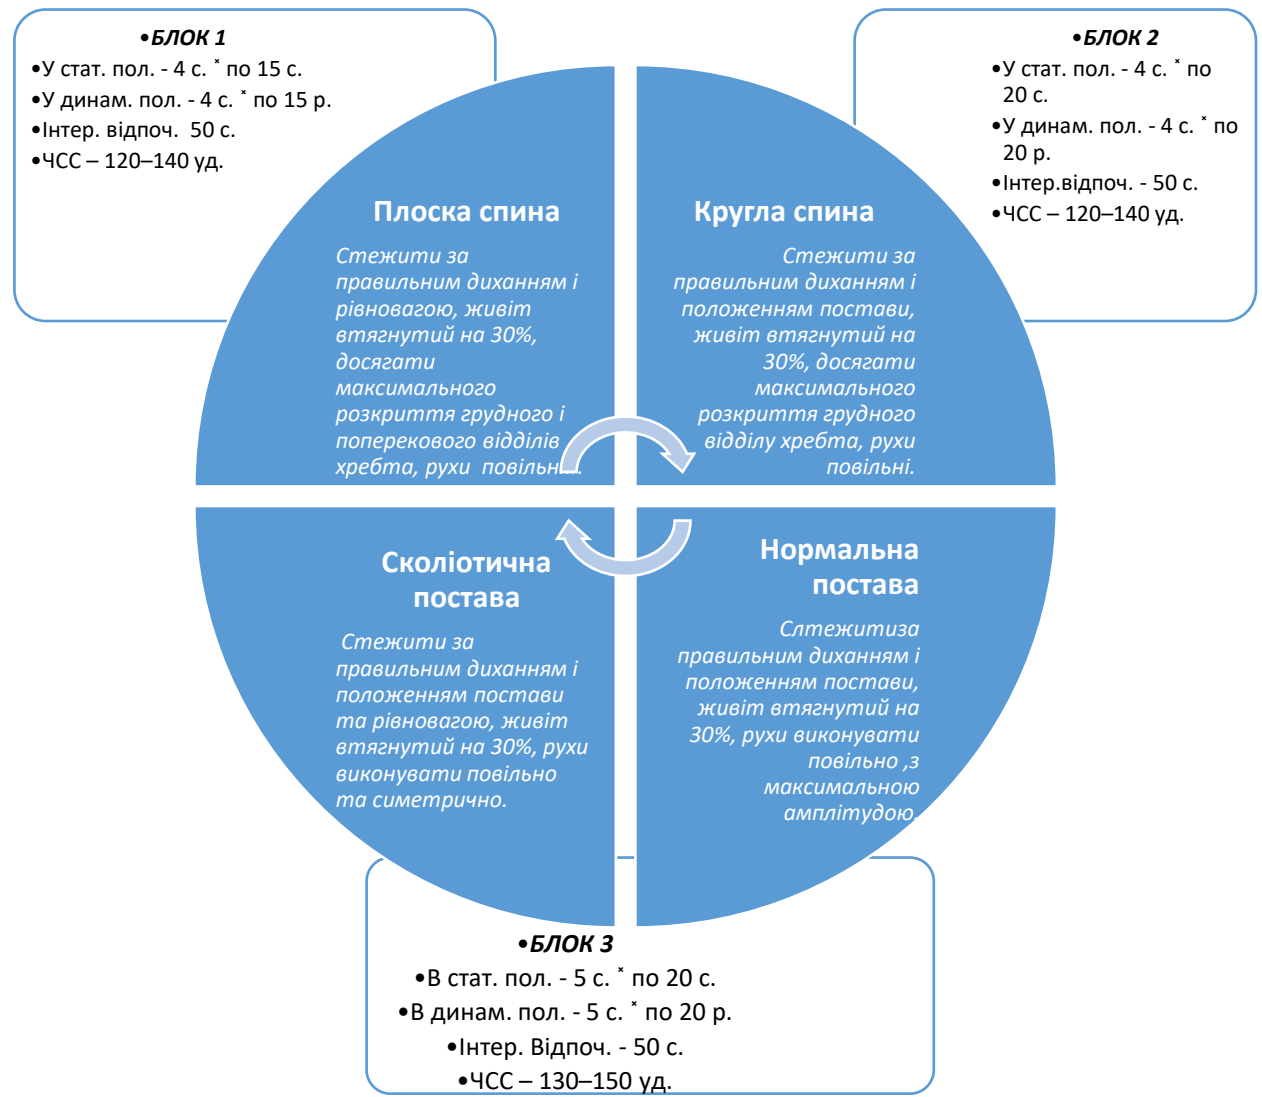 •БЛОК 1
•У стат. пол. - 4 с. ˟ по 15 с.
•У динам. пол. - 4 с. ˟ по 15 р.
•Інтер. відпоч. 50 с.
•ЧСС – 120–140 уд.
•БЛОК 2
•У стат. пол. - 4 с. ˟ по
20 с.
•У динам. пол. - 4 с. ˟ по
20 р.
•Інтер.відпоч. - 50 с.
•ЧСС – 120–140 уд.
Плоска спина
Стежити за
правильним диханням і
рівновагою, живіт
втягнутий на 30%,
досягати
максимального
розкриття грудного і
поперекового відділів
хребта, рухи повільн
Кругла спина
Стежити за
правильним диханням і
положенням постави,
живіт втягнутий на
30%, досягати
максимального
розкриття грудного
відділу хребта, рухи
повільні.
Сколіотична
постава
Стежити за
правильним диханням і
положенням постави
та рівновагою, живіт
втягнутий на 30%, рухи
виконувати повільно
та симетрично.
Нормальна
постава
Слтежитиза
правильним диханням і
положенням постави,
живіт втягнутий на
30%, рухи виконувати
повільно ,з
максимальною
амплітудою.
•БЛОК 3
•В стат. пол. - 5 с. ˟ по 20 с.
•В динам. пол. - 5 с. ˟ по 20 р.
•Інтер. Відпоч. - 50 с.
•ЧСС – 130–150 уд.